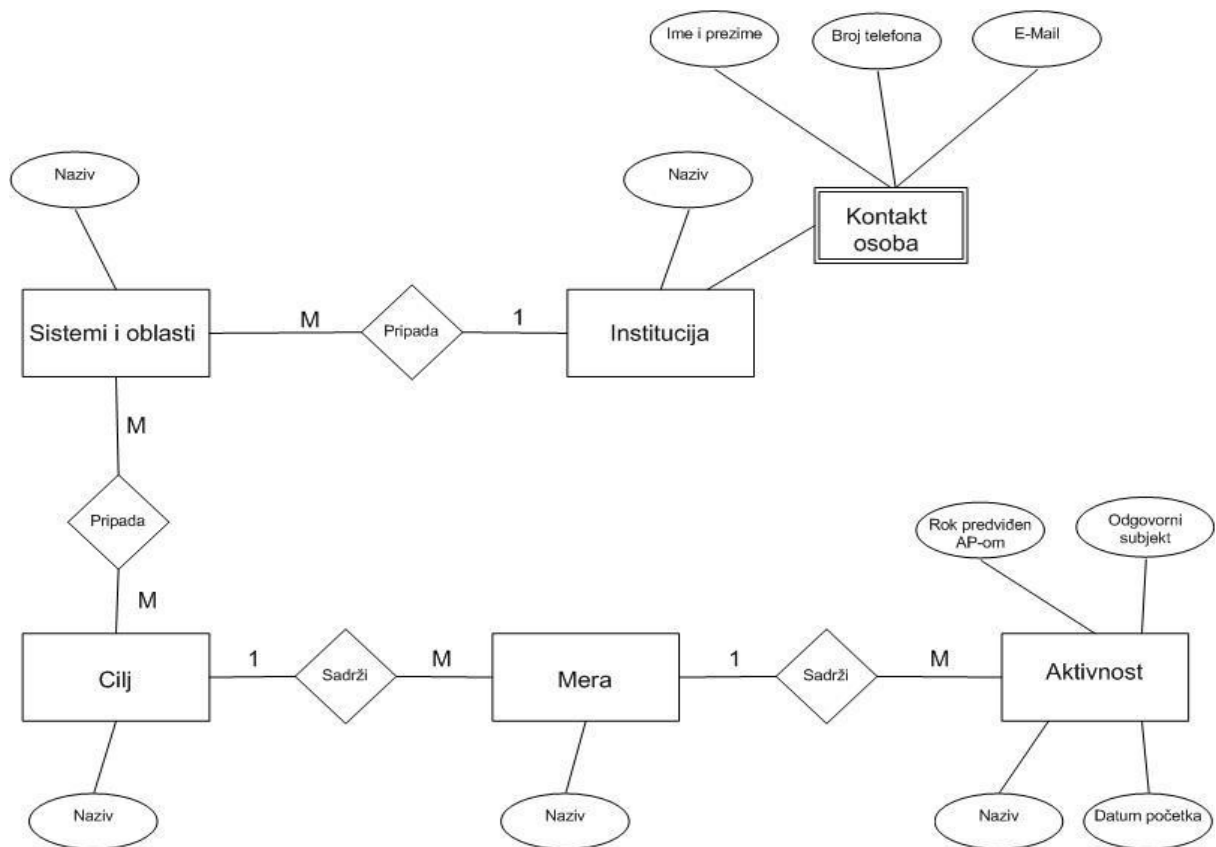 Ime i prezime
Broj telefona
E-Mail
Naziv
Naziv
Kontakt
osoba
Sistemi i oblasti
M
Pripada
1
Institucija
M
Pripada
M
Rok predviđen
AP-om
Odgovorni
subjekt
Cilj
1
Sadrži
M
Mera
1
Sadrži
M
Aktivnost
Naziv
Naziv
Naziv
Datum početka